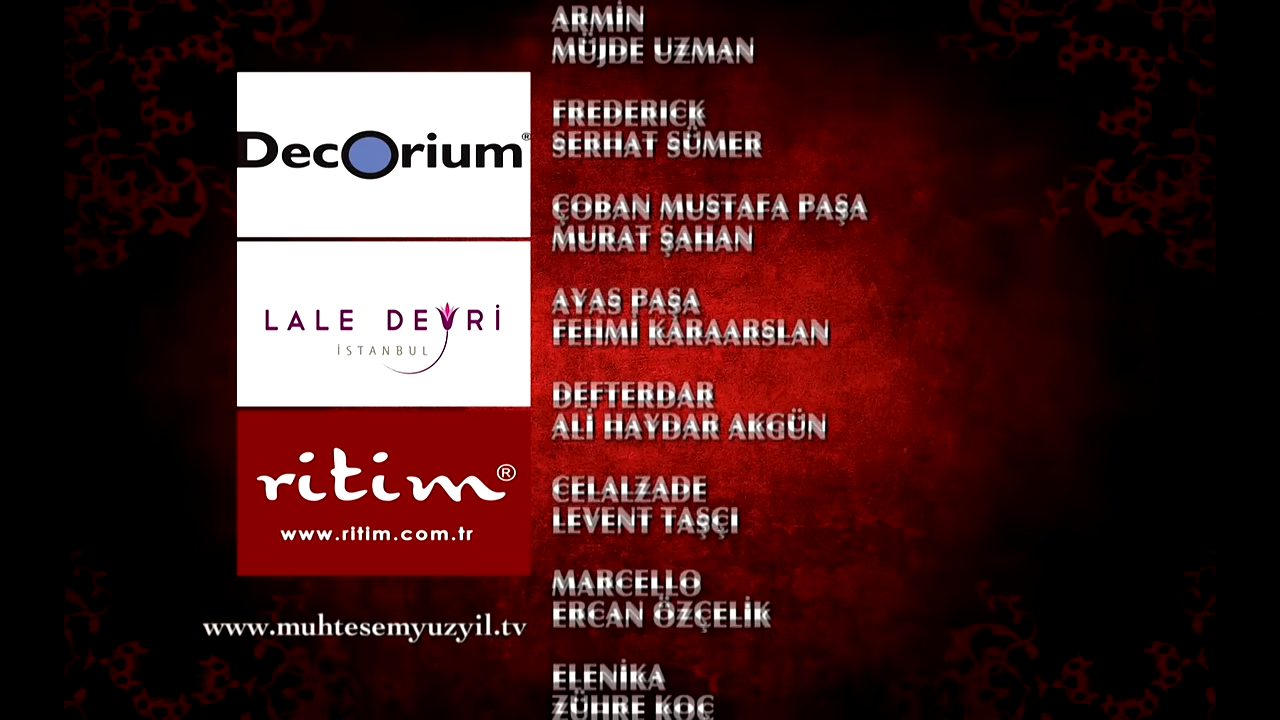 Decorium®
LALE DEVRİ
İSTANBUL
ritim®
www.ritim.com.tr
www.muhtesemyuzyil.tv
ARMİN
MÜJDE UZMAN
FREDERICK
SERHAT SÜMER
ÇOBAN MUSTAFA PAŞA
MURAT ŞAHAN
AYAS PAŞA
FEHMİ KARAARSLAN
DEFTERDAR
ALİ HAYDAR AKGÜN
CELALZADE
LEVENT TAŞÇI
MARCELLO
ERCAN ÖZÇELİK
ELENİKA
ZÜHRE KOÇ